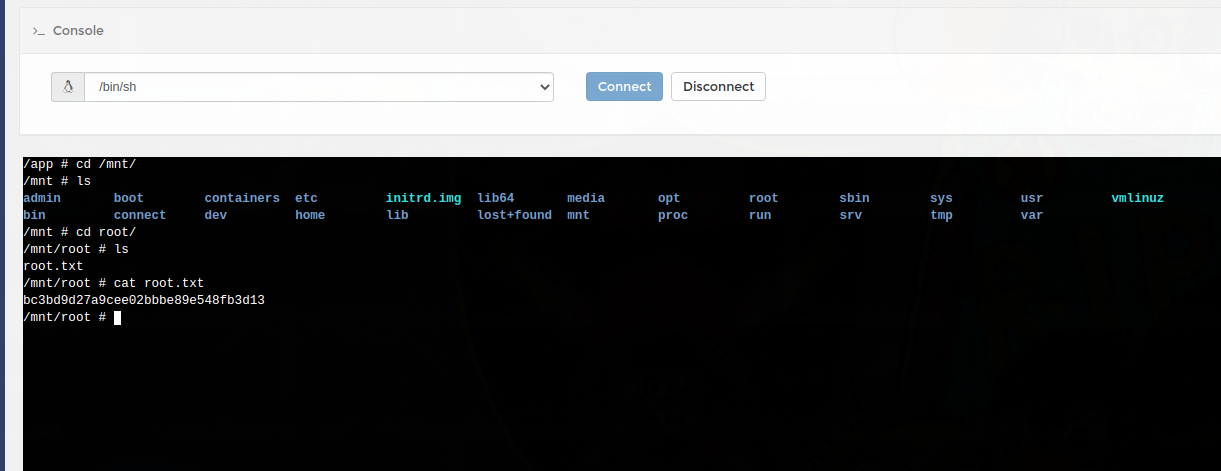 >_ Console
/bin/sh Connect Disconnect
/app # cd /mnt/
/mnt # ls
admin boot containers etc initrd.img lib64 media opt root sbin sys usr vmlinuz
bin connect dev home lib lost+found mnt proc run srv tmp var
/mnt # cd root/
/mnt/root # ls
root.txt
/mnt/root # cat root.txt
bc3bd9d27a9cee02bbbe89e548fb3d13
/mnt/root #